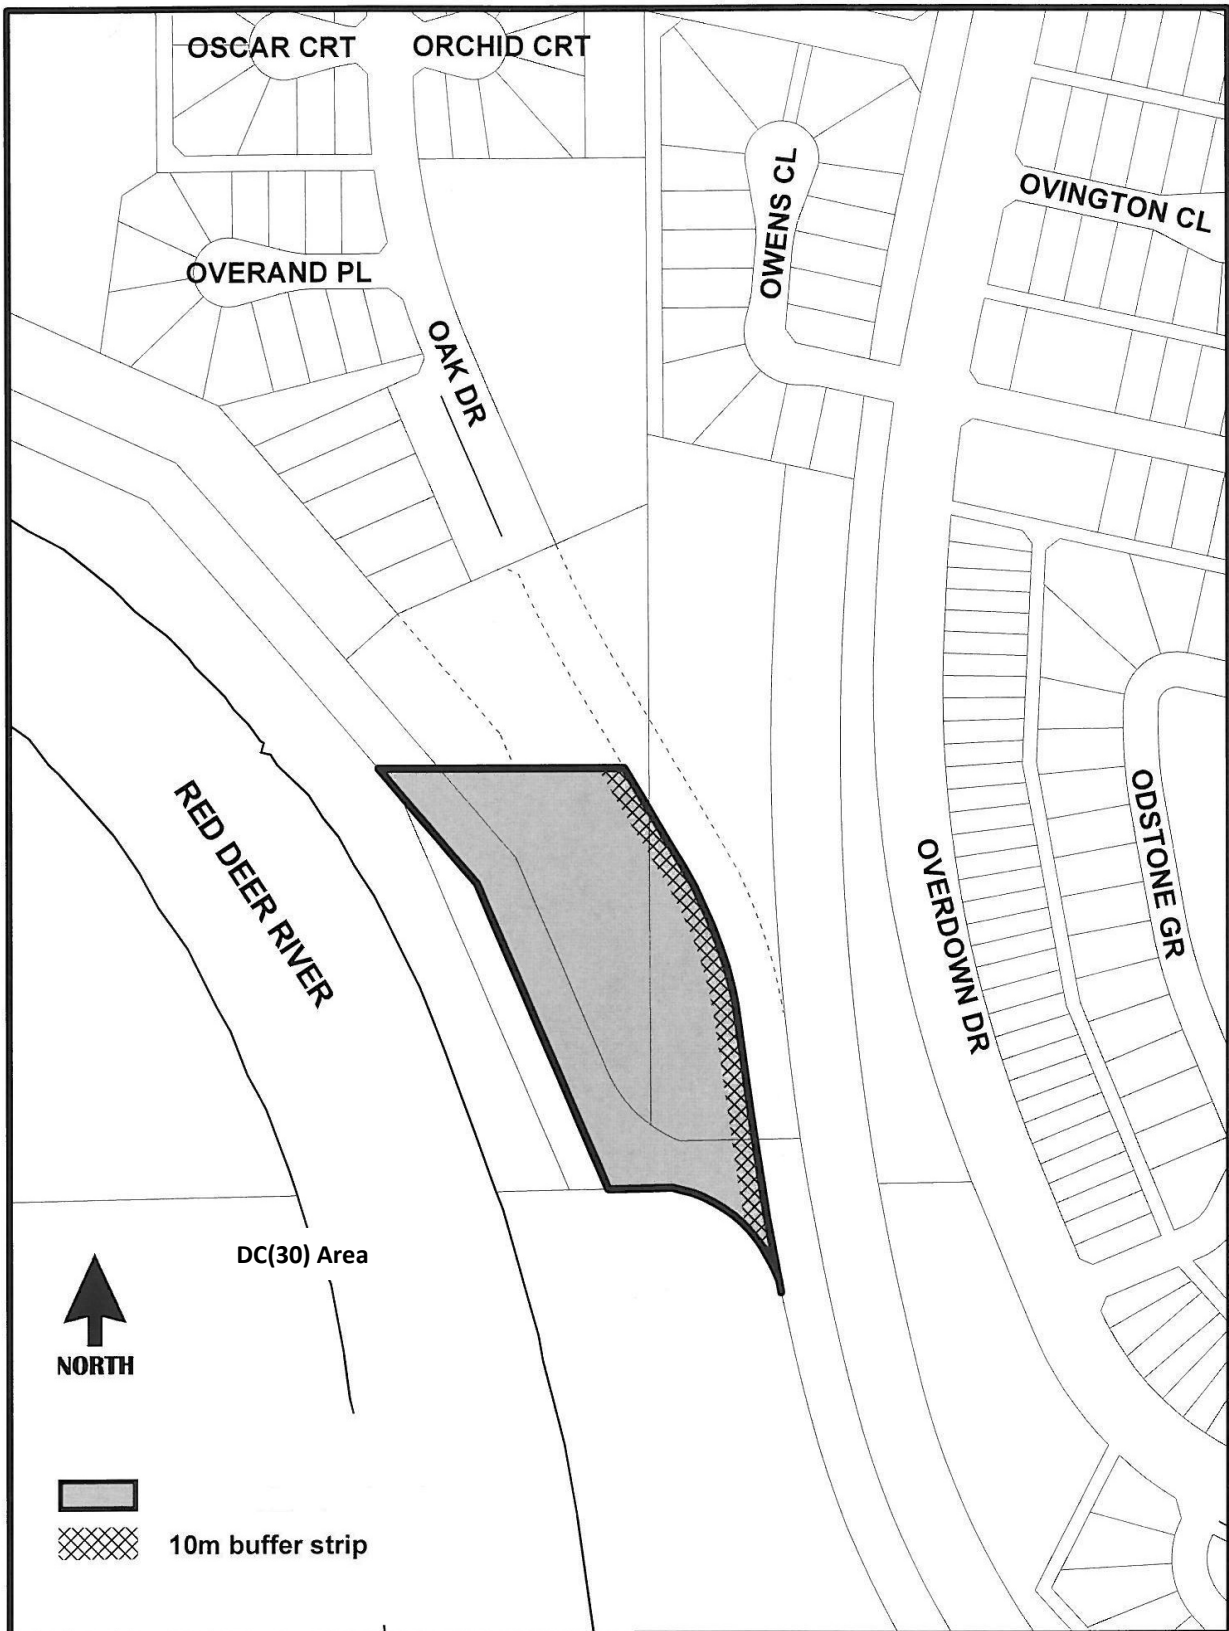 OSCAR CRT
ORCHID CRT
OWENS CL
OVINGTON CL
OVERAND PL
OAK DR
RED DEER RIVER
OVERDOWN DR
ODSTONE GR
DC(30) Area
NORTH
10m buffer strip